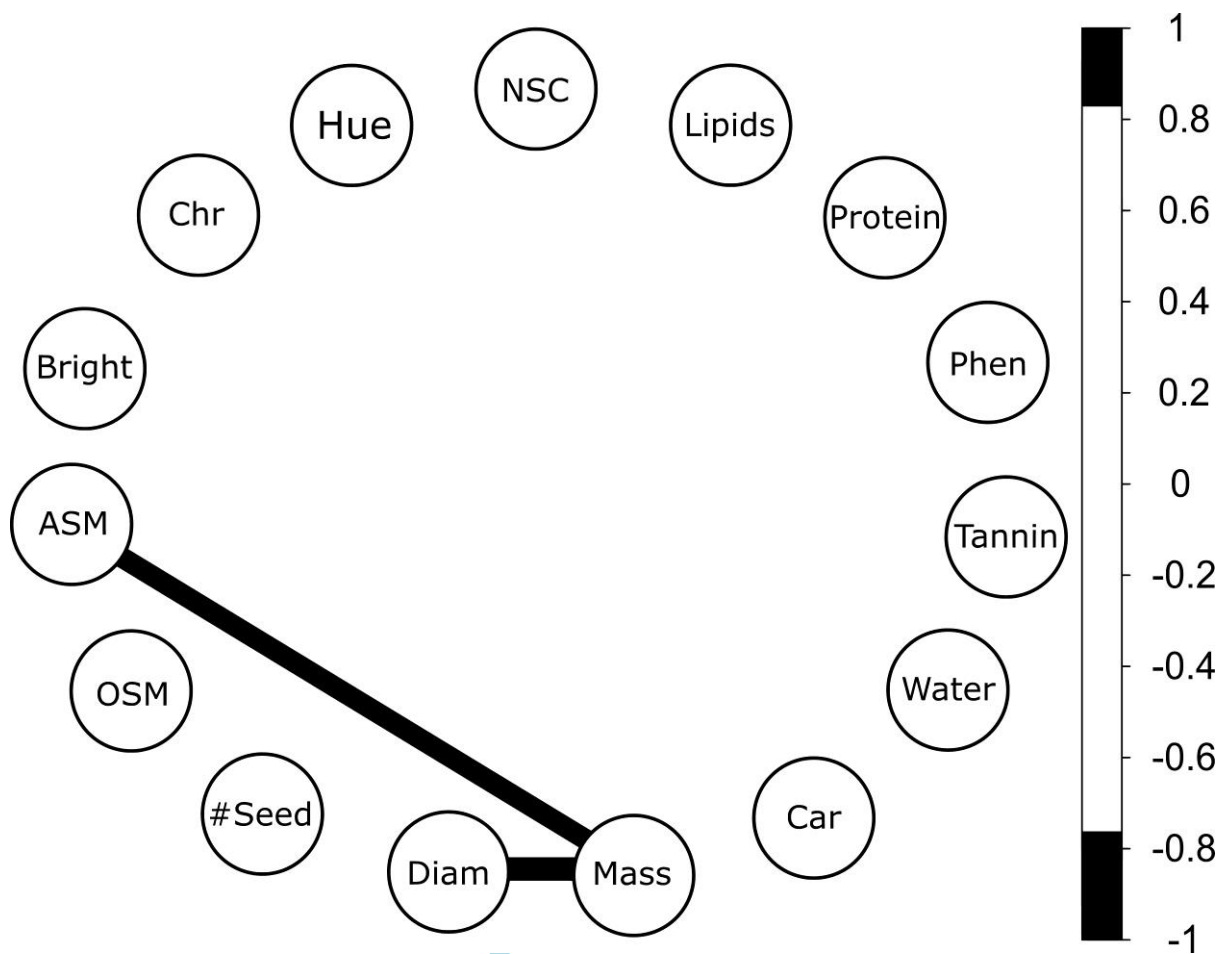 NSC
Hue
Lipids
Chr
Protein
Bright
Phen
ASM
Tannin
OSM
Water
#Seed
Car
Diam
Mass
1
0.8
0.6
0.4
0.2
0
-0.2
-0.4
-0.6
-0.8
-1